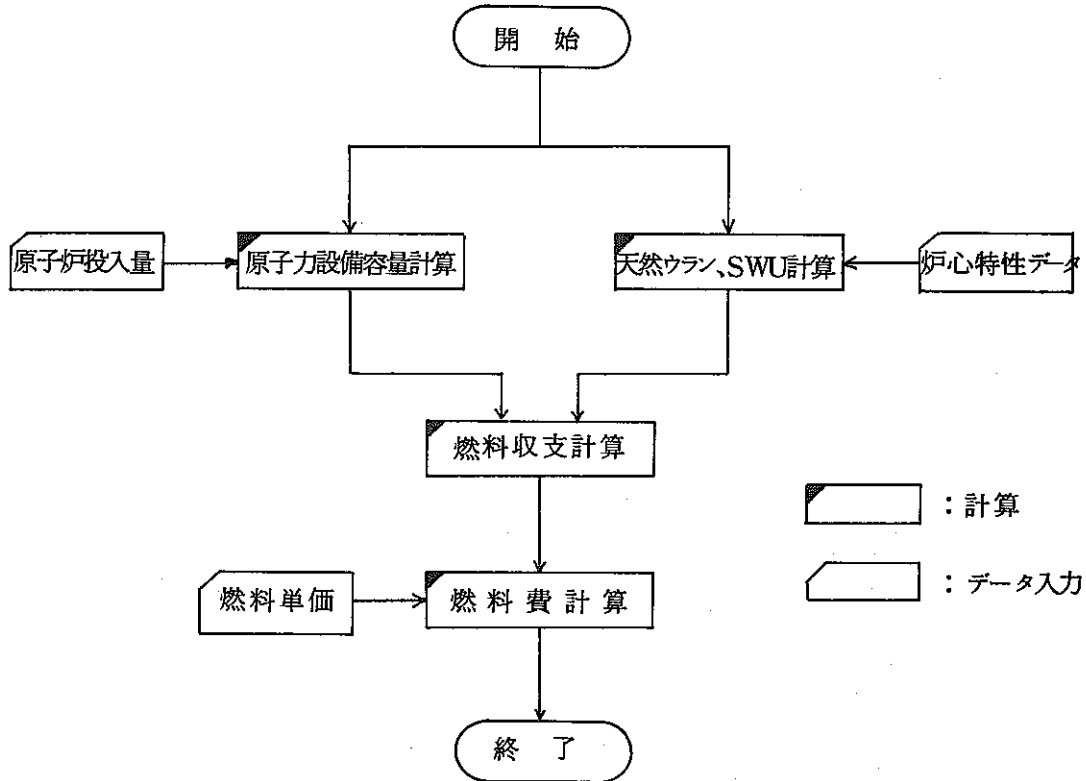 開 始
原子炉投入量
原子力設備容量計算
天然ウラン、SWU計算
炉心特性データ
燃料収支計算
:計算
燃料単価
燃料費計算
:データ入力
終 了